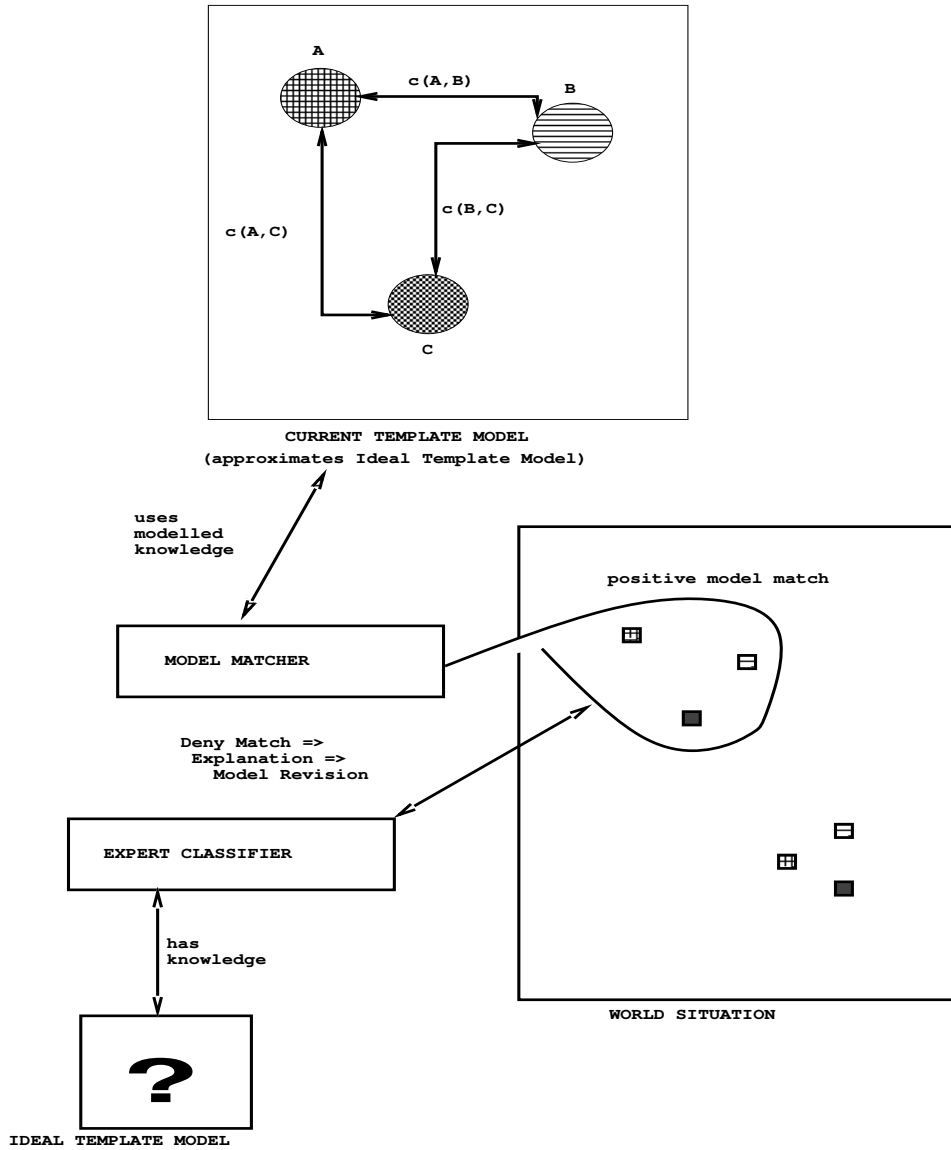 A
c(A,B)
B
c(B,C)
c(A,C)
C
CURRENT TEMPLATE MODEL
(approximates Ideal Template Model)
uses
modelled
knowledge
positive model match
MODEL MATCHER
Deny Match =>
Explanation =>
Model Revision
EXPERT CLASSIFIER
has
knowledge
WORLD SITUATION
?
IDEAL TEMPLATE MODEL